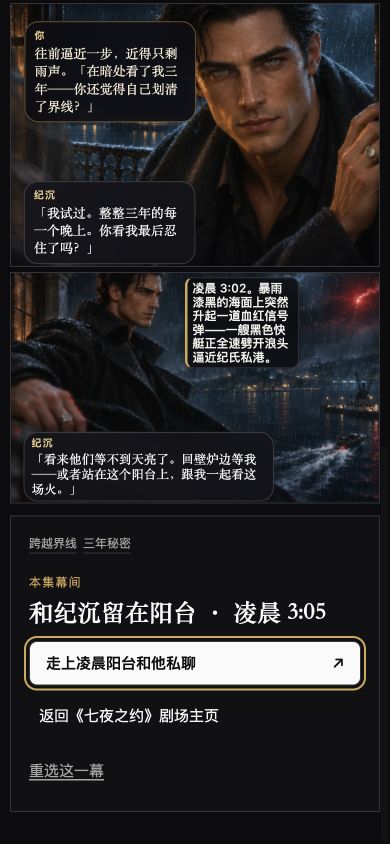 你
往前逼近一步，近得只剩
雨声。「在暗处看了我三
年——你还觉得自己划清
了界线？」
纪沉
「我试过。整整三年的每
一个晚上。你看我最后忍
住了吗？」
凌晨 3:02。暴雨
漆黑的海面上突然
升起一道血红信号
弹——一艘黑色快
艇正全速劈开浪头
逼近纪氏私港。
纪沉
「看来他们等不到天亮了。回壁炉边等我
——或者站在这个阳台上，跟我一起看这
场火。」
跨越界线 三年秘密
本集幕间
和纪沉留在阳台 · 凌晨 3:05
走上凌晨阳台和他私聊 ↗
返回《七夜之约》剧场主页
重选这一幕